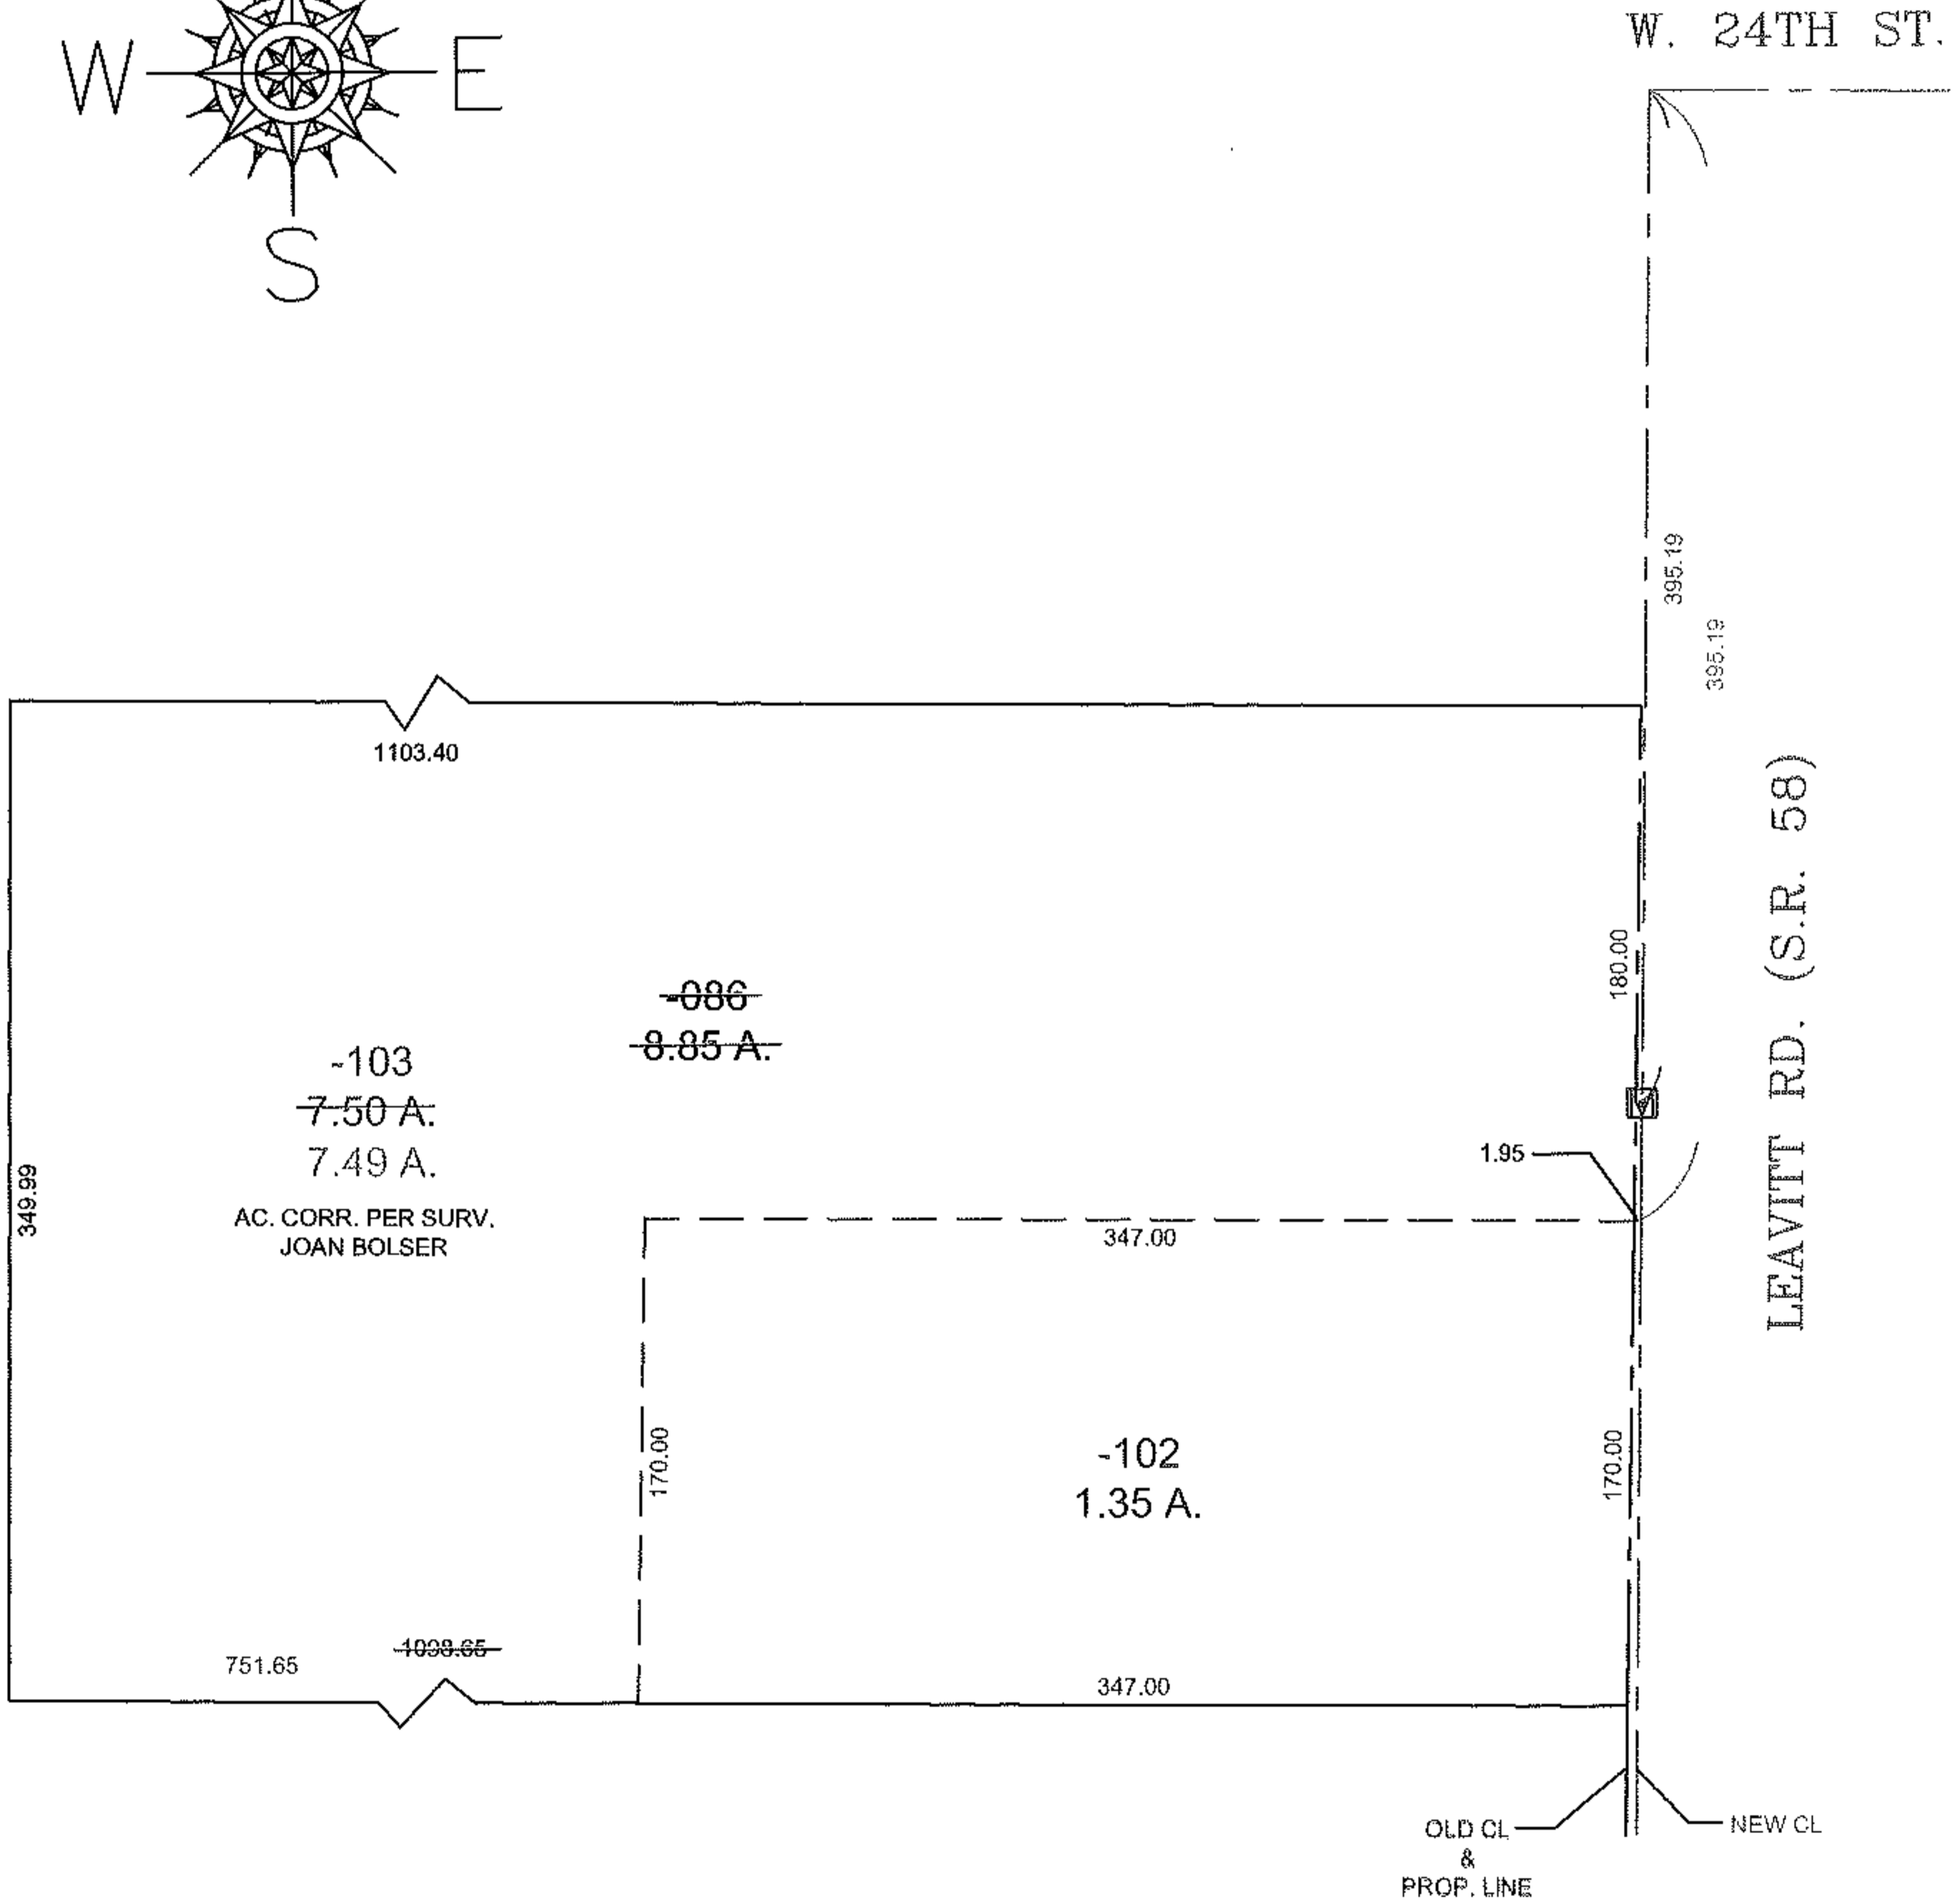 W. 24TH ST.
W
E
S
395.19
395.19
1103.40
LEAVITT RD. (S.R. 58)
180.00
-086
8.85 A.
-103
7.50 A.
7.49 A.
AC. CORR. PER SURV.
JOAN BOLSER
349.99
1.95
347.00
170.00
-102
1.35 A.
170.00
1098.65
751.65
347.00
OLD CL
&
PROP. LINE
NEW CL